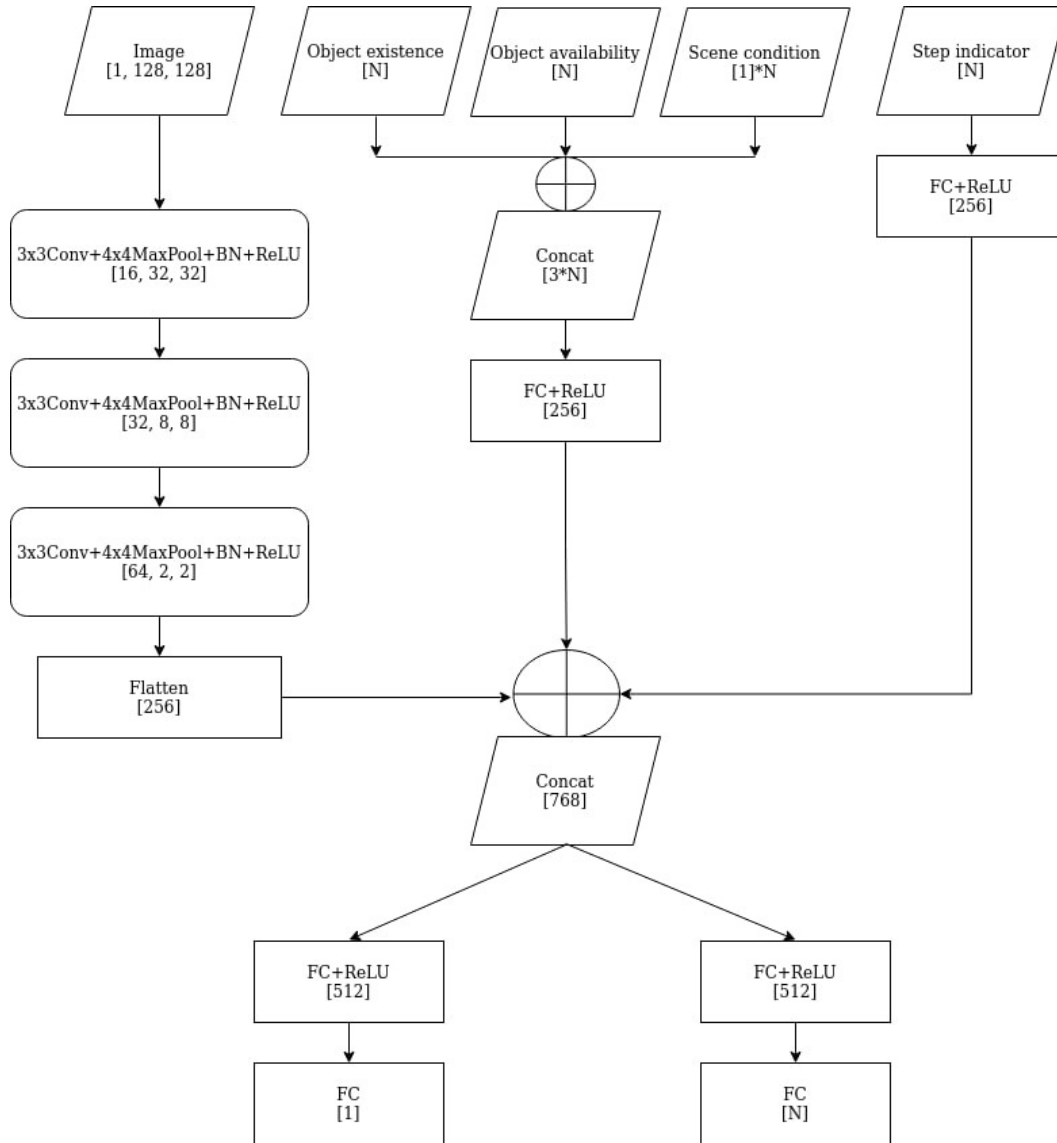 Image
[1, 128, 128]
Object existence
[N]
Object availability
[N]
Scene condition
[1]*N
Step indicator
[N]
FC+ReLU
[256]
3x3Conv+4x4MaxPool+BN+ReLU
[16, 32, 32]
Concat
[3*N]
3x3Conv+4x4MaxPool+BN+ReLU
[32, 8, 8]
FC+ReLU
[256]
3x3Conv+4x4MaxPool+BN+ReLU
[64, 2, 2]
Flatten
[256]
Concat
[768]
FC+ReLU
[512]
FC+ReLU
[512]
FC
[1]
FC
[N]